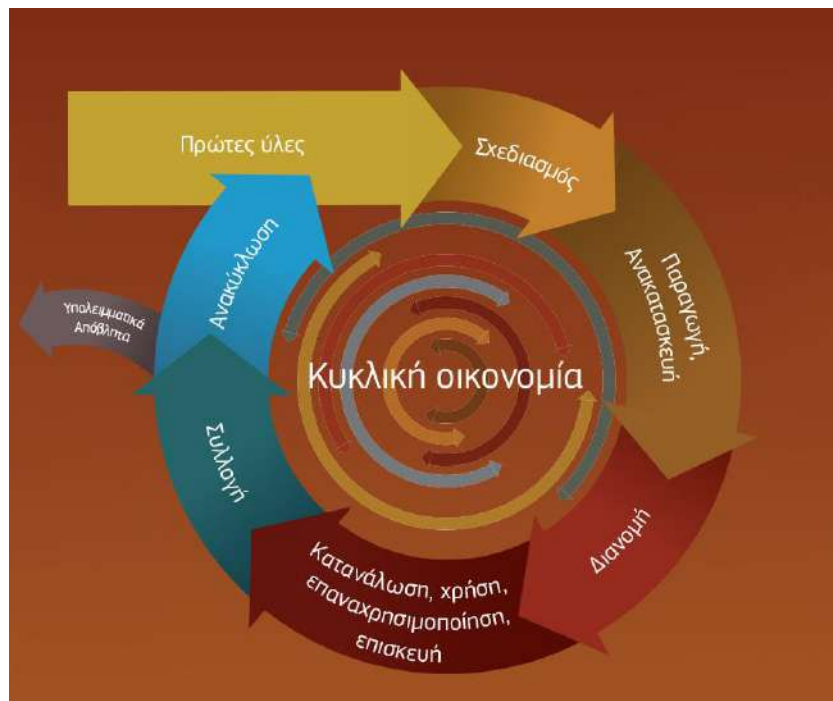 Πρώτες ύλες
Σχεδιασμός
Παραγωγή,
Ανακατασκευή
Διανομή
Κατανάλωση, χρήση,
επαναχρησιμοποίηση,
επισκευή
Συλλογή
Ανακύκλωση
Υπολειμματικά
Απόβλητα
Κυκλική οικονομία